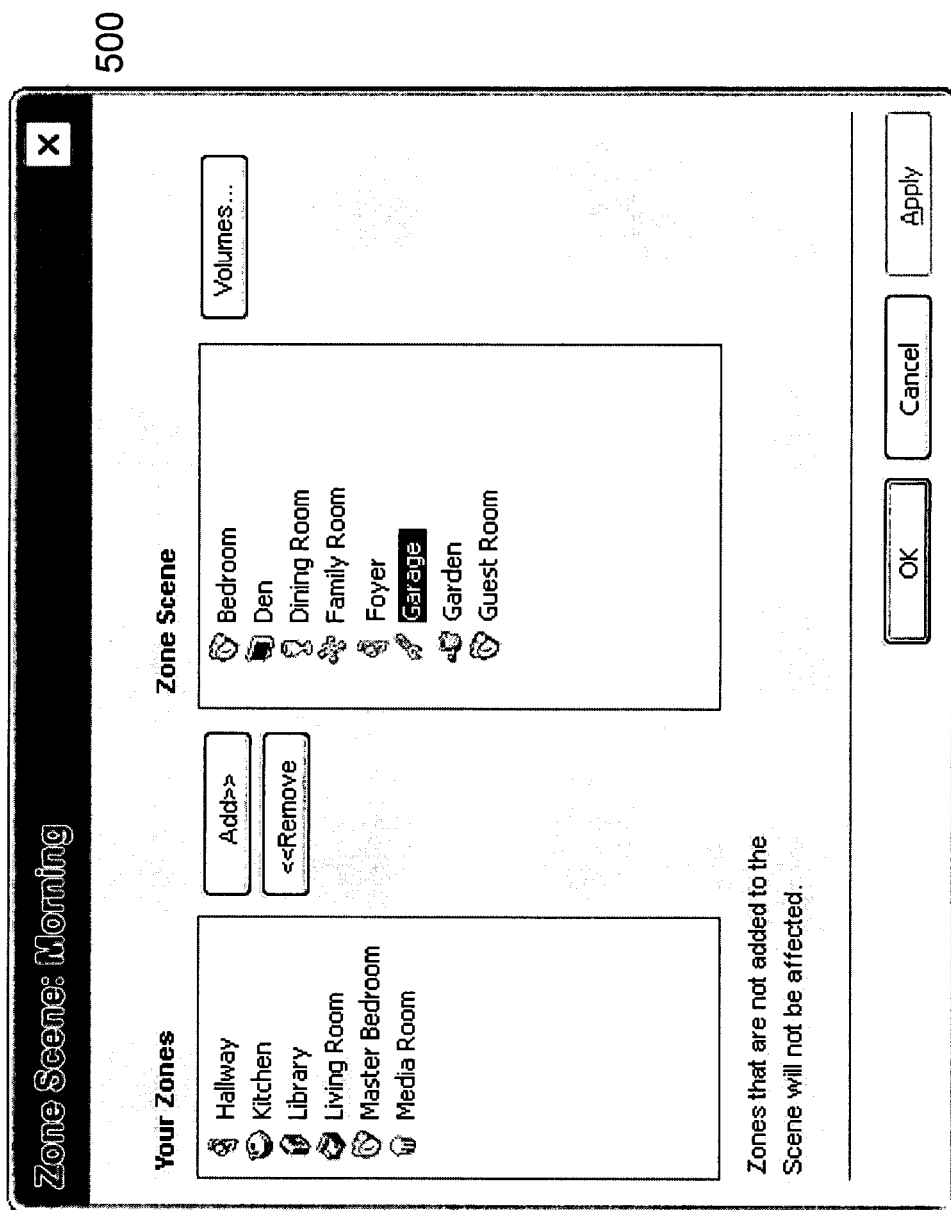 500
Zone Scene: Morning
X
Your Zones
Hallway
Kitchen
Library
Living Room
Master Bedroom
Media Room
Add>>
<<Remove
Zone Scene
Bedroom
Den
Dining Room
Family Room
Foyer
Garage
Garden
Guest Room
Volumes...
Zones that are not added to the
Scene will not be affected.
OK
Cancel
Apply